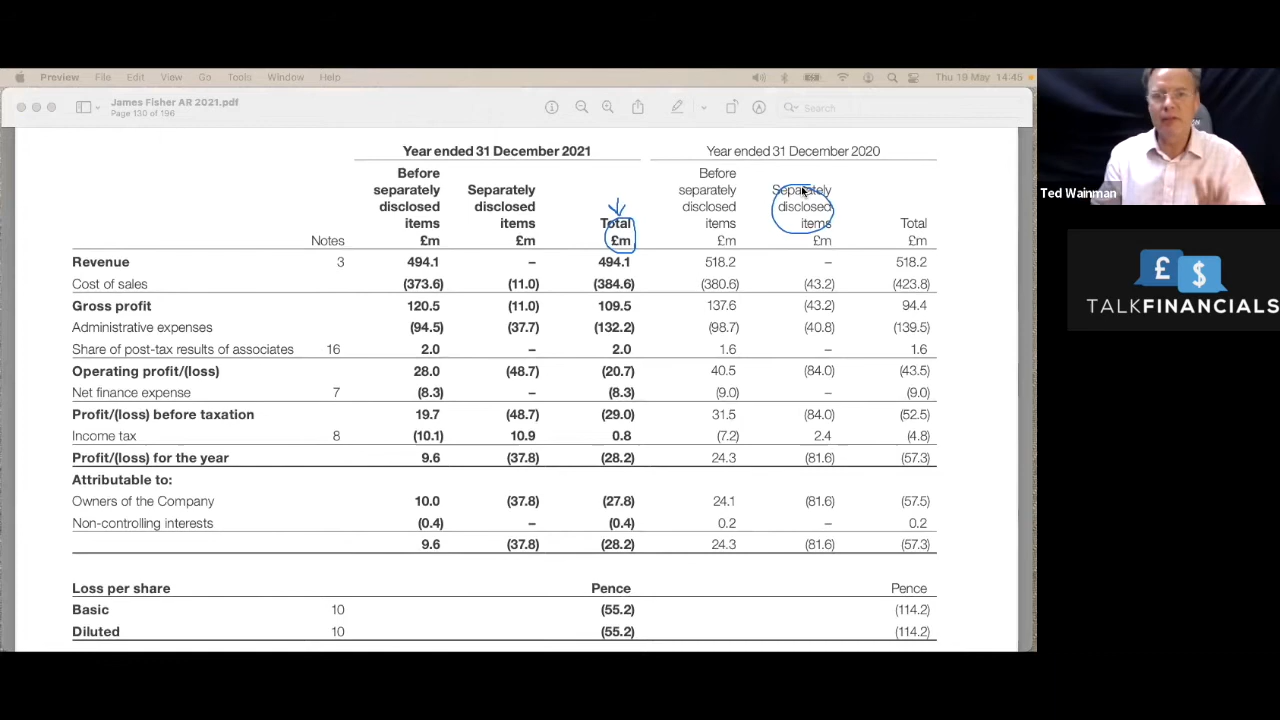 Preview File Edit View Go Tools Window Help Thu 19 May 14:45
James Fisher AR 2021.pdf
Page 130 of 196
Search
Year ended 31 December 2021 Year ended 31 December 2020
Before Before
separately Separately separately Separately
disclosed disclosed disclosed disclosed
items items Total items items Total
Notes £m £m £m £m £m £m
Revenue 3 494.1 – 494.1 518.2 – 518.2
Cost of sales (373.6) (11.0) (384.6) (380.6) (43.2) (423.8)
Gross profit 120.5 (11.0) 109.5 137.6 (43.2) 94.4
Administrative expenses (94.5) (37.7) (132.2) (98.7) (40.8) (139.5)
Share of post-tax results of associates 16 2.0 – 2.0 1.6 – 1.6
Operating profit/(loss) 28.0 (48.7) (20.7) 40.5 (84.0) (43.5)
Net finance expense 7 (8.3) – (8.3) (9.0) – (9.0)
Profit/(loss) before taxation 19.7 (48.7) (29.0) 31.5 (84.0) (52.5)
Income tax 8 (10.1) 10.9 0.8 (7.2) 2.4 (4.8)
Profit/(loss) for the year 9.6 (37.8) (28.2) 24.3 (81.6) (57.3)
Attributable to:
Owners of the Company 10.0 (37.8) (27.8) 24.1 (81.6) (57.5)
Non-controlling interests (0.4) – (0.4) 0.2 – 0.2
9.6 (37.8) (28.2) 24.3 (81.6) (57.3)
Loss per share Pence Pence
Basic 10 (55.2) (114.2)
Diluted 10 (55.2) (114.2)
Ted Wainman
£ $
TALKFINANCIALS